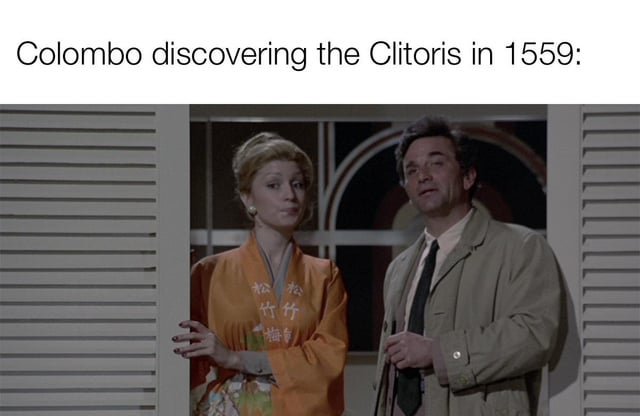 Colombo discovering the Clitoris in 1559:
松 松
竹 竹
梅